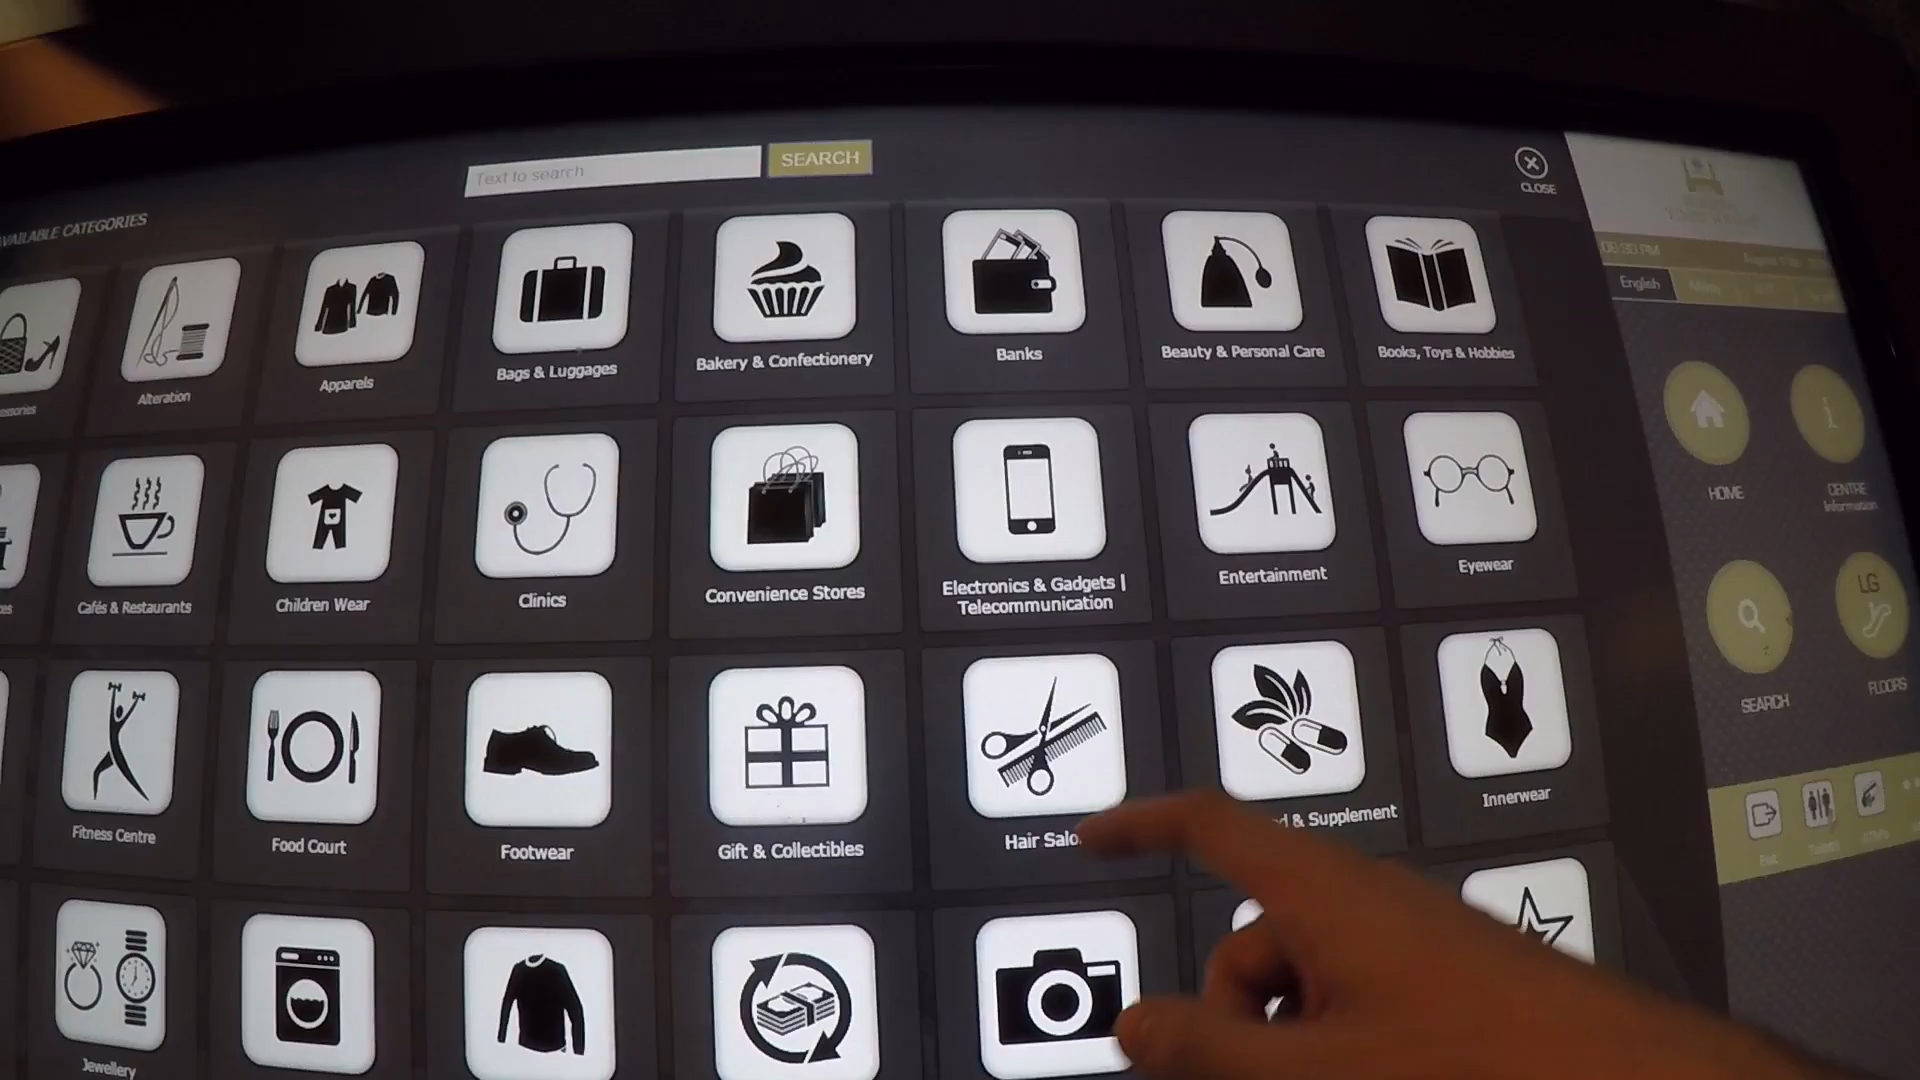 Text to search
SEARCH
CLOSE
AVAILABLE CATEGORIES
Alteration
Apparels
Bags & Luggages
Bakery & Confectionery
Banks
Beauty & Personal Care
Books, Toys & Hobbies
Cafés & Restaurants
Children Wear
Clinics
Convenience Stores
Electronics & Gadgets |
Telecommunication
Entertainment
Eyewear
Fitness Centre
Food Court
Footwear
Gift & Collectibles
Hair Salo
& Supplement
Innerwear
Jewellery
English
HOME
CENTRE
Information
SEARCH
LG
FLOORS
Exit